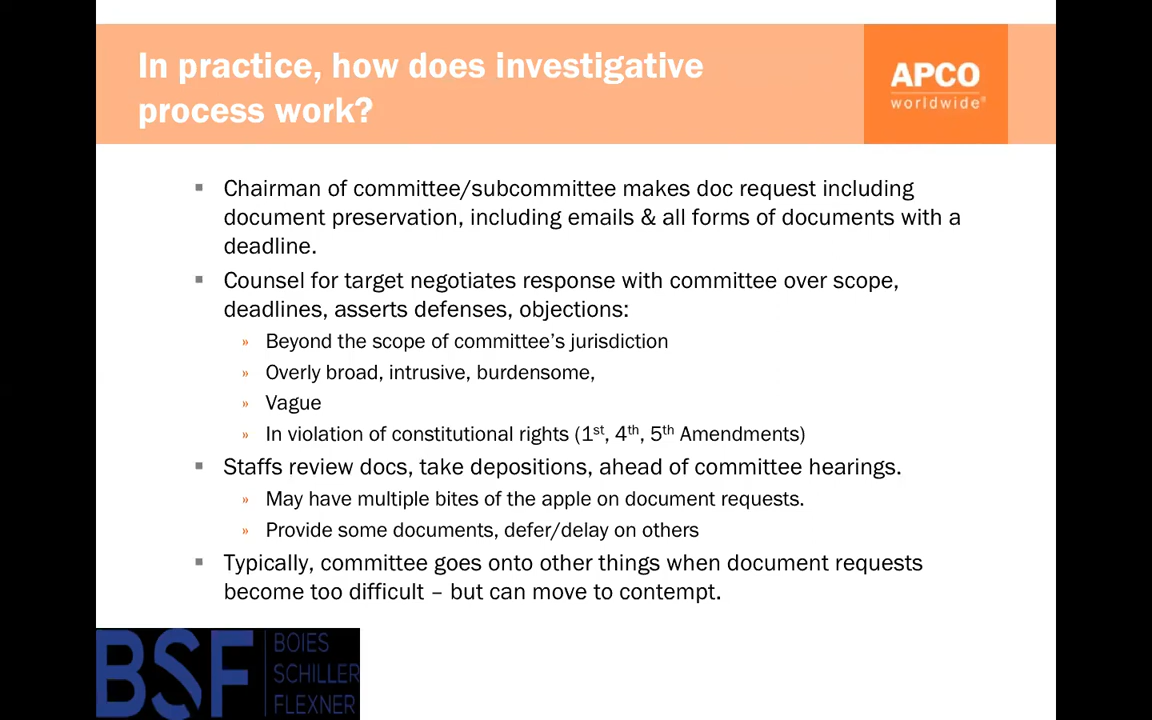 In practice, how does investigative
process work?
APCO
worldwide®
▪ Chairman of committee/subcommittee makes doc request including
document preservation, including emails & all forms of documents with a
deadline.
▪ Counsel for target negotiates response with committee over scope,
deadlines, asserts defenses, objections:
» Beyond the scope of committee’s jurisdiction
» Overly broad, intrusive, burdensome,
» Vague
» In violation of constitutional rights (1st, 4th, 5th Amendments)
▪ Staffs review docs, take depositions, ahead of committee hearings.
» May have multiple bites of the apple on document requests.
» Provide some documents, defer/delay on others
▪ Typically, committee goes onto other things when document requests
become too difficult – but can move to contempt.
BSF
BOIES
SCHILLER
FLEXNER